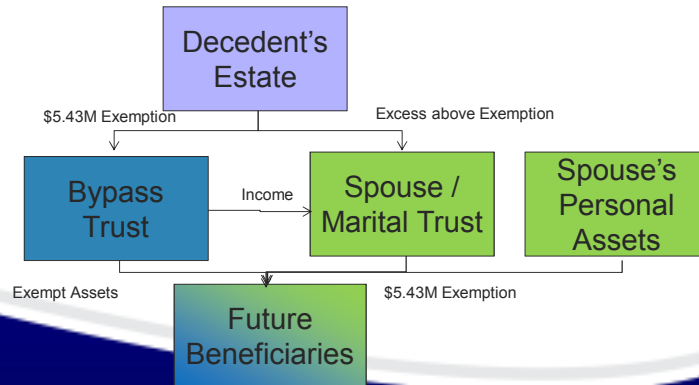 Decedent's
Estate
$5.43M Exemption
Excess above Exemption
Bypass
Trust
Income
Spouse /
Marital Trust
Spouse's
Personal
Assets
Exempt Assets
$5.43M Exemption
Future
Beneficiaries